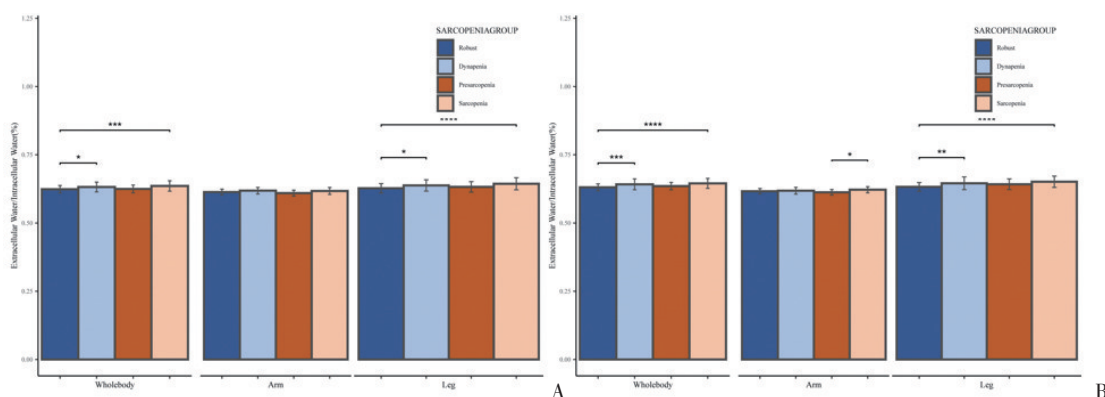 1.25
1.00
0.75
0.50
0.25
0.00
Extracellular Water/Intracellular Water(%)
SARCOPENIAGROUP
Robust
Dynapenia
Presarcopenia
Sarcopenia
***
*
****
*
Wholebody
Arm
Leg
A
1.25
1.00
0.75
0.50
0.25
0.00
Extracellular Water/Intracellular Water(%)
SARCOPENIAGROUP
Robust
Dynapenia
Presarcopenia
Sarcopenia
****
***
*
****
**
Wholebody
Arm
Leg
B